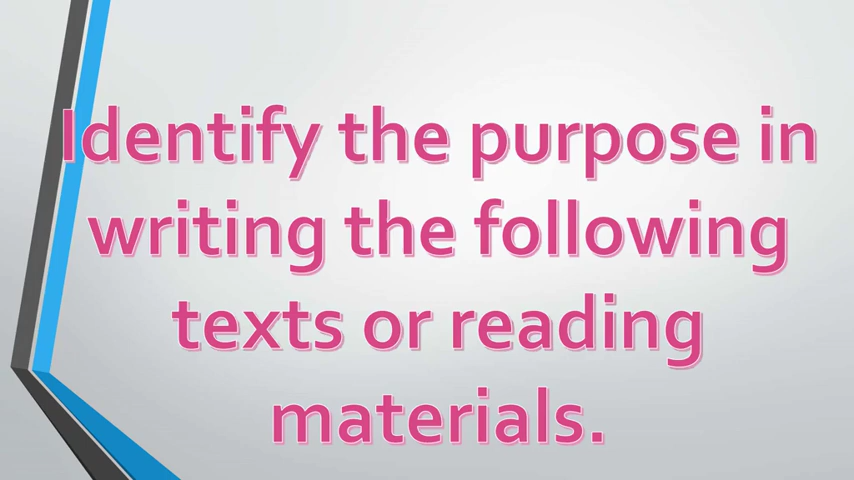 Identify the purpose in
writing the following
texts or reading
materials.